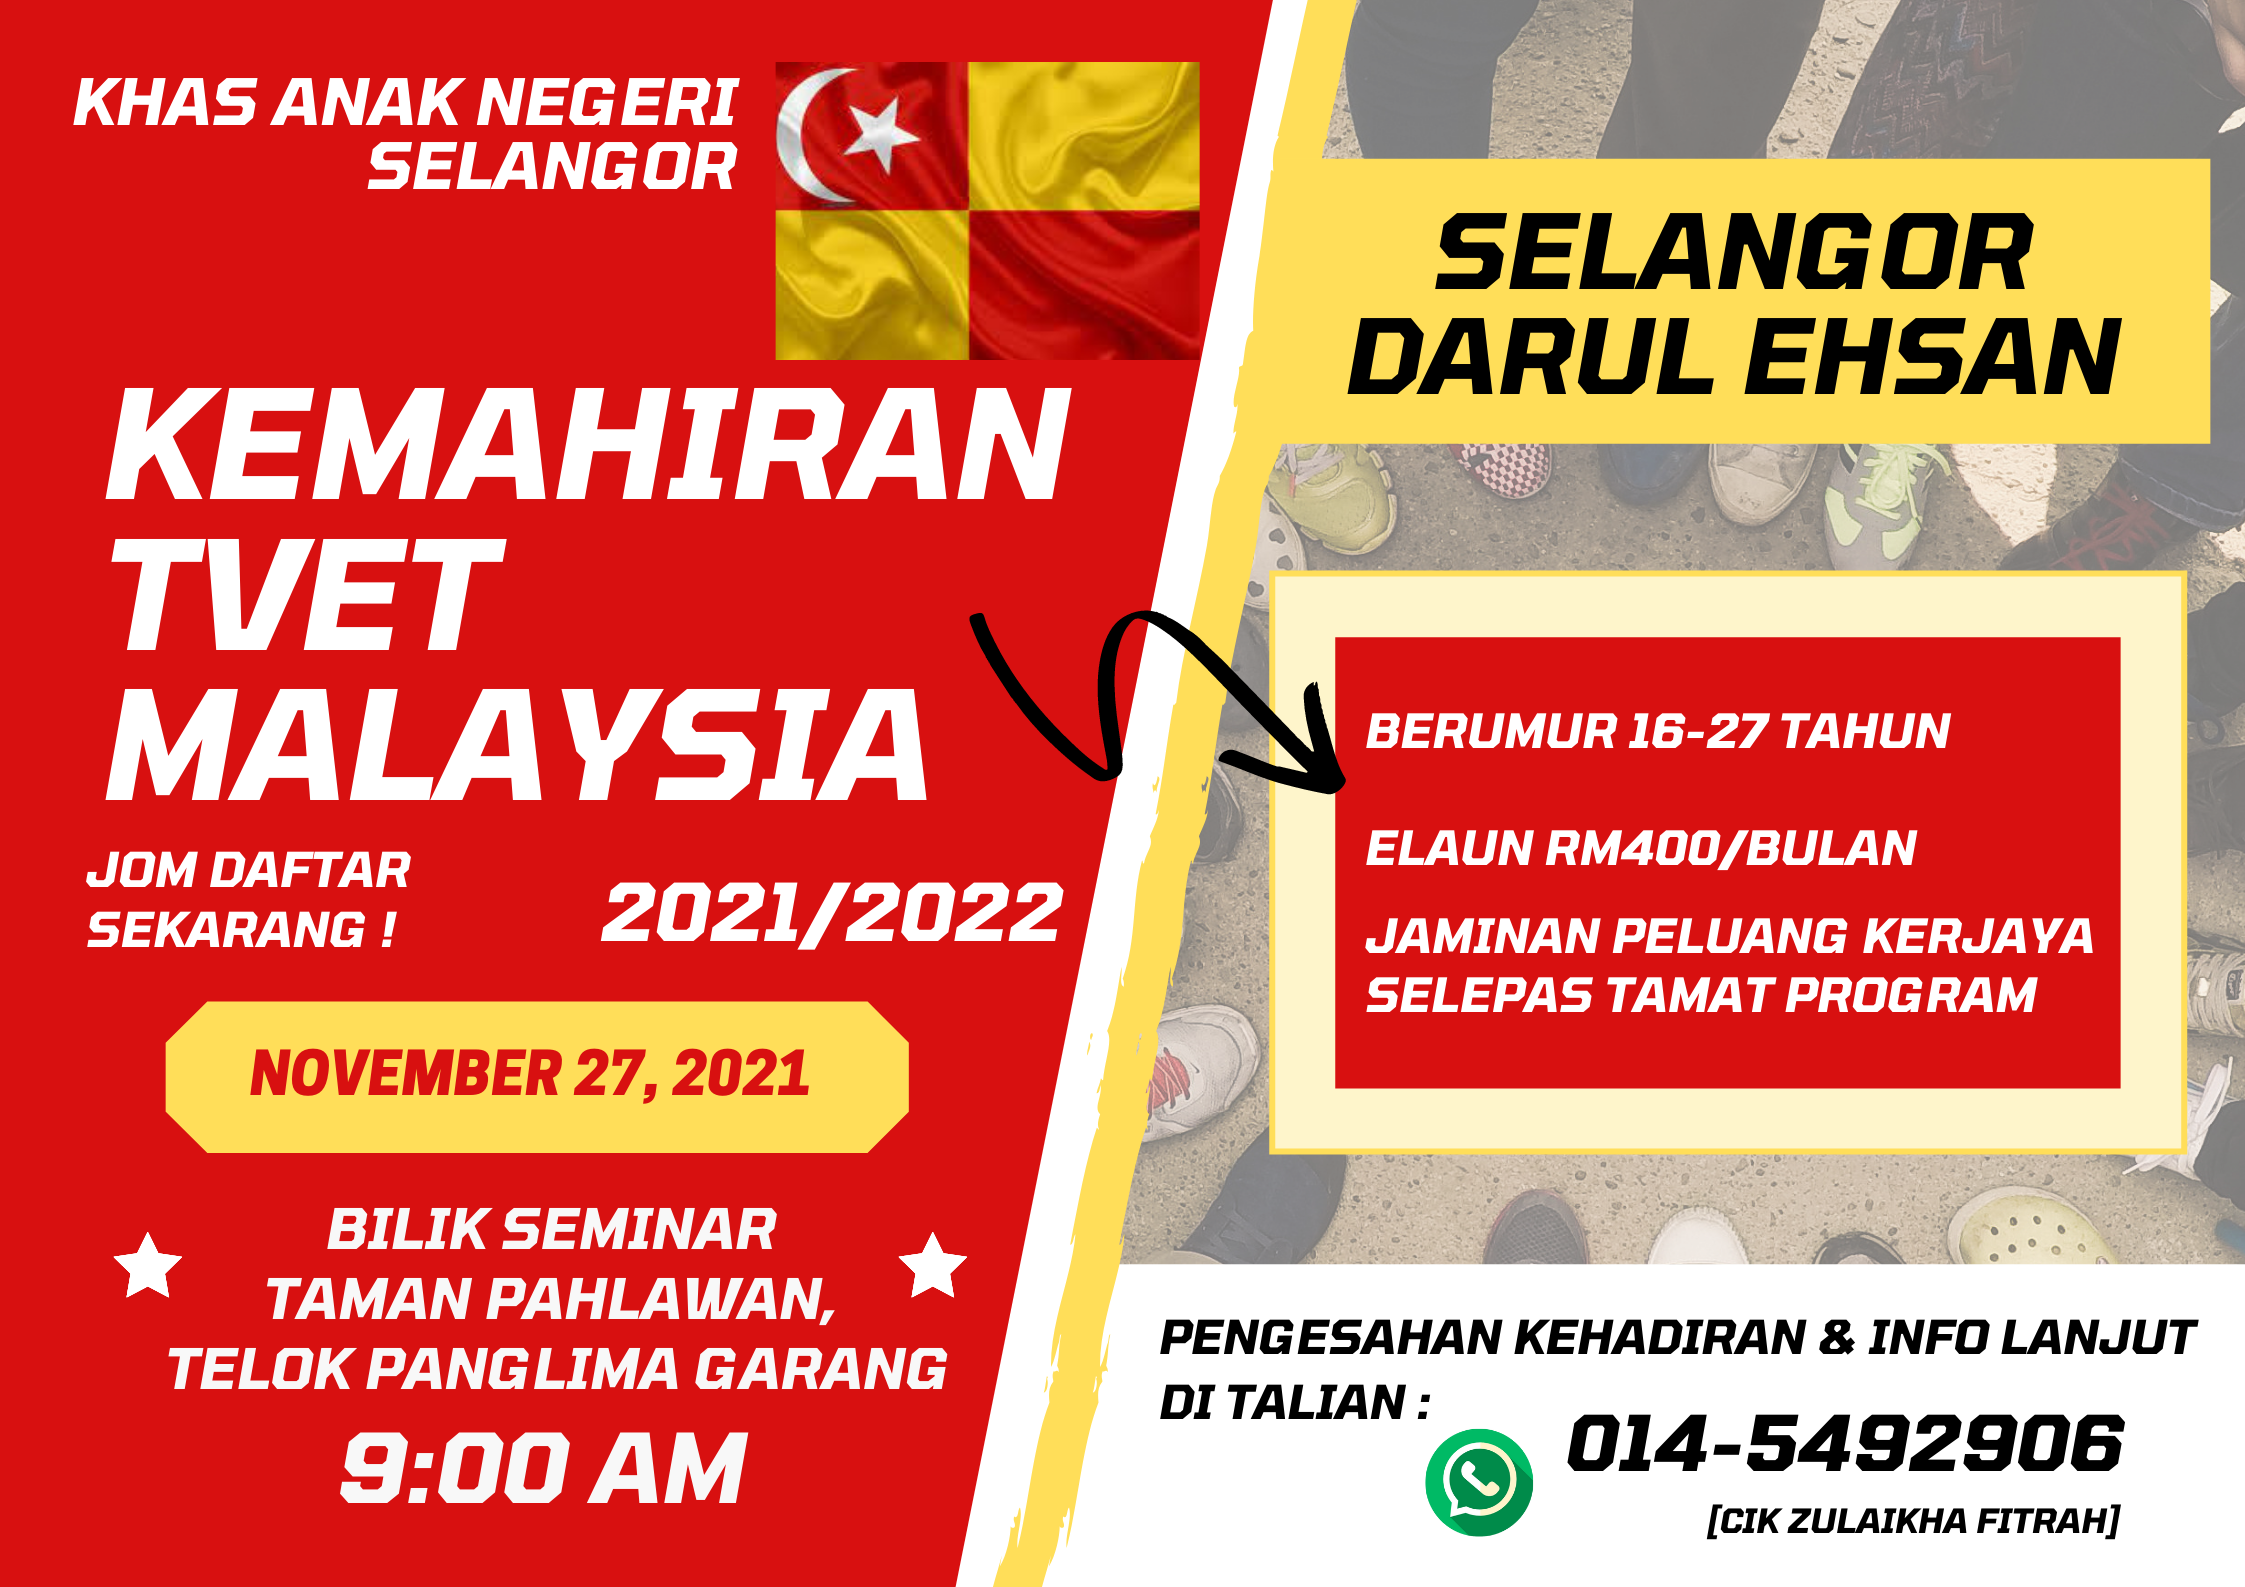 KHAS ANAK NEGERI
SELANGOR
KEMAHIRAN
TVET
MALAYSIA
JOM DAFTAR
SEKARANG !
2021/2022
NOVEMBER 27, 2021
BILIK SEMINAR
TAMAN PAHLAWAN,
TELOK PANGLIMA GARANG
9:00 AM
SELANGOR
DARUL EHSAN
BERUMUR 16-27 TAHUN
ELAUN RM400/BULAN
JAMINAN PELUANG KERJAYA
SELEPAS TAMAT PROGRAM
PENGESAHAN KEHADIRAN & INFO LANJUT
DI TALIAN :
014-5492906
[CIK ZULAIKHA FITRAH]